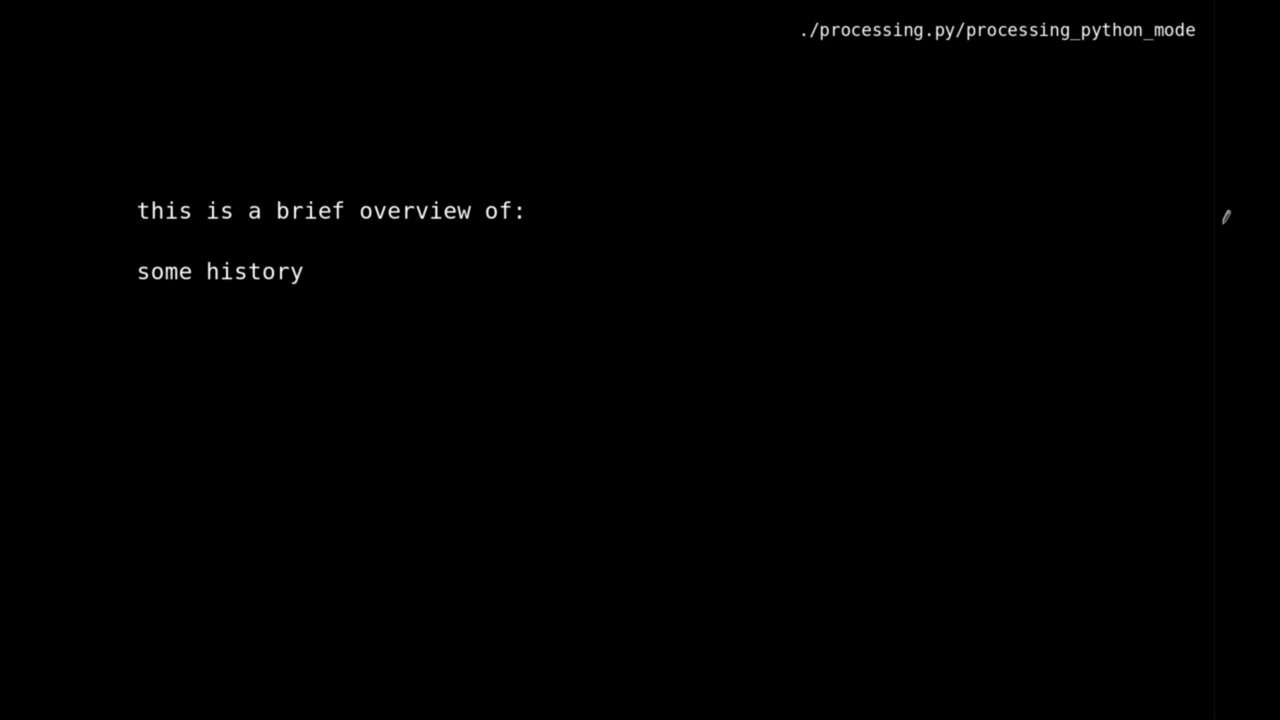 ./processing.py/processing_python_mode
this is a brief overview of:
some history